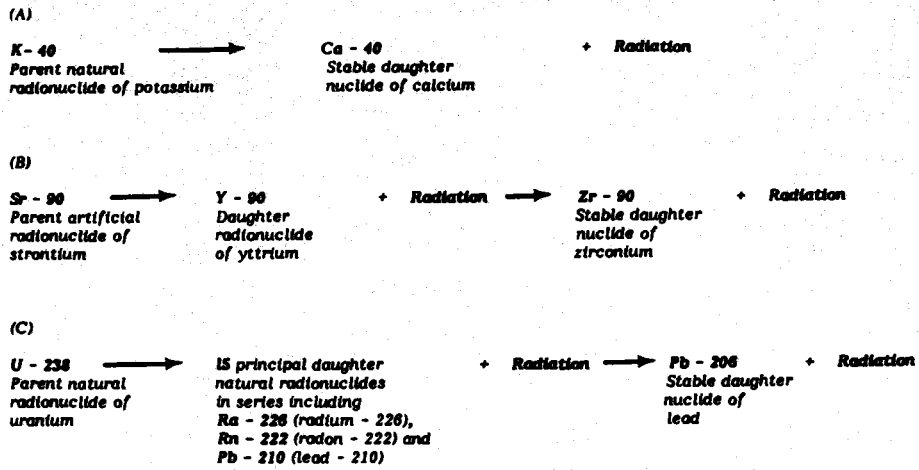 (A)
K - 40 ⟶ Ca - 40 + Radiation
Parent natural Stable daughter
radionuclide of potassium nuclide of calcium
(B)
Sr - 90 ⟶ Y - 90 + Radiation ⟶ Zr - 90 + Radiation
Parent artificial Daughter Stable daughter
radionuclide of radionuclide nuclide of
strontium of yttrium zirconium
(C)
U - 238 ⟶ 15 principal daughter + Radiation ⟶ Pb - 206 + Radiation
Parent natural natural radionuclides Stable daughter
radionuclide of in series including nuclide of
uranium Ra - 226 (radium - 226), lead
Rn - 222 (radon - 222) and
Pb - 210 (lead - 210)